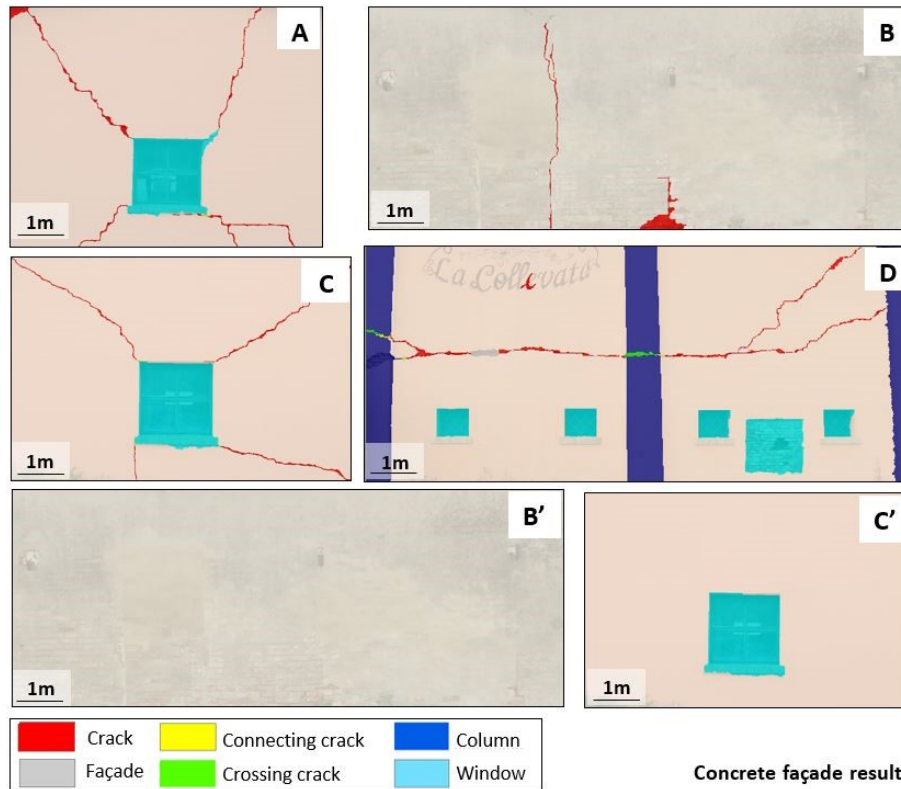 A
B
1m
1m
C
La Collevata
D
1m
1m
B'
C'
1m
1m
Crack
Connecting crack
Column
Façade
Crossing crack
Window
Concrete façade result